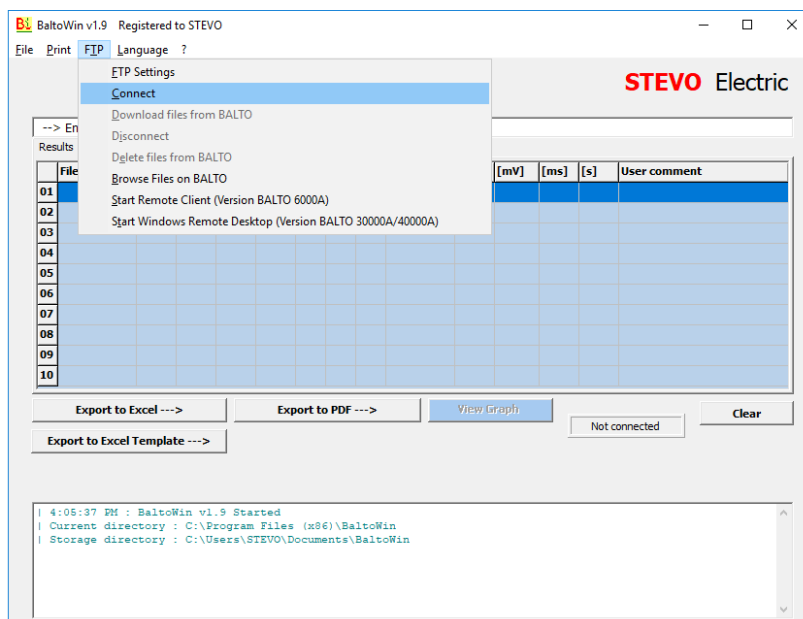 BaltoWin v1.9 Registered to STEVO
File Print FTP Language ?
FTP Settings
Connect
Download files from BALTO
Disconnect
Delete files from BALTO
Browse Files on BALTO
Start Remote Client (Version BALTO 6000A)
Start Windows Remote Desktop (Version BALTO 30000A/40000A)
STEVO Electric
--> En
Results
File [mV] [ms] [s] User comment
01
02
03
04
05
06
07
08
09
10
Export to Excel ---> Export to PDF ---> View Graph Not connected Clear
Export to Excel Template --->
| 4:05:37 PM : BaltoWin v1.9 Started
| Current directory : C:\Program Files (x86)\BaltoWin
| Storage directory : C:\Users\STEVO\Documents\BaltoWin